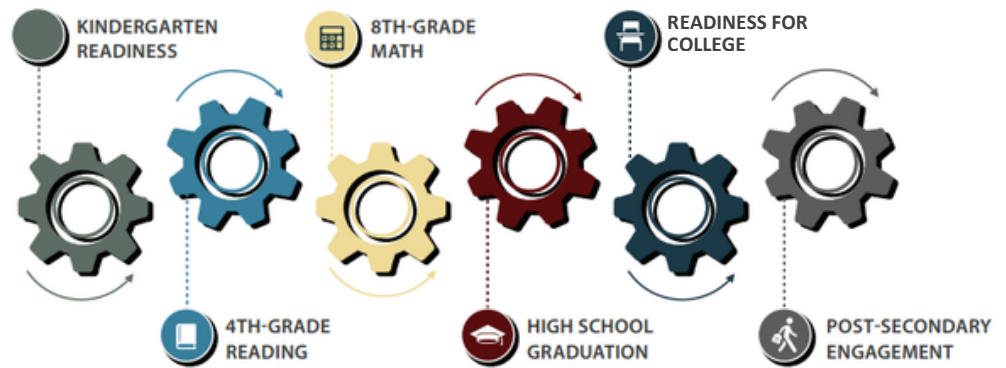 KINDERGARTEN
READINESS
4TH-GRADE
READING
8TH-GRADE
MATH
HIGH SCHOOL
GRADUATION
READINESS FOR
COLLEGE
POST-SECONDARY
ENGAGEMENT